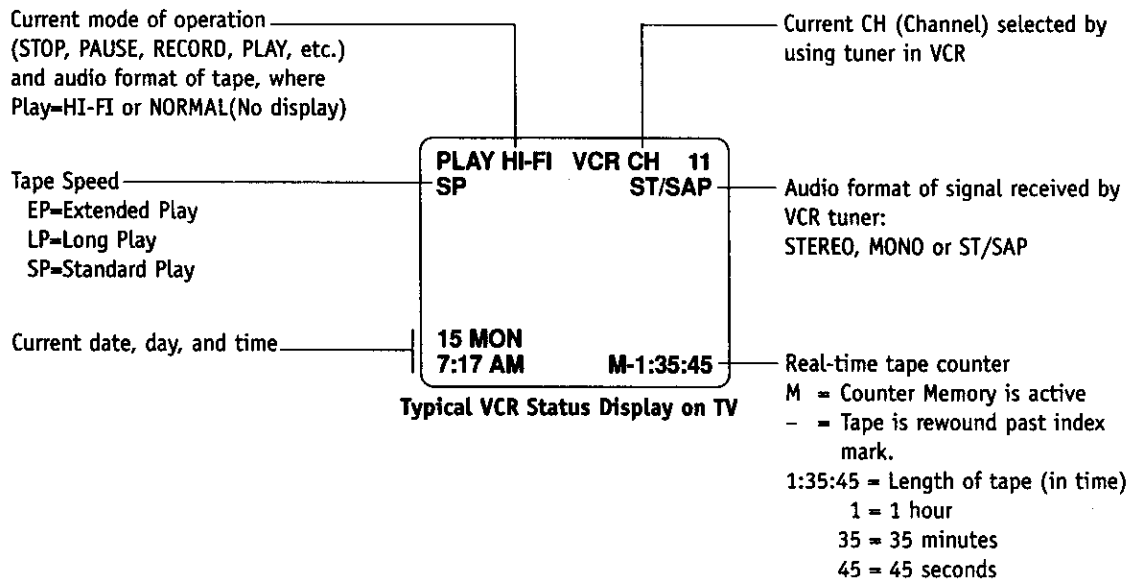 Current mode of operation
(STOP, PAUSE, RECORD, PLAY, etc.)
and audio format of tape, where
Play=HI-FI or NORMAL(No display)
Current CH (Channel) selected by
using tuner in VCR
Tape Speed
EP=Extended Play
LP=Long Play
SP=Standard Play
PLAY HI-FI VCR CH 11
SP ST/SAP
15 MON
7:17 AM M-1:35:45
Audio format of signal received by
VCR tuner:
STEREO, MONO or ST/SAP
Current date, day, and time
Real-time tape counter
M = Counter Memory is active
– = Tape is rewound past index
mark.
1:35:45 = Length of tape (in time)
1 = 1 hour
35 = 35 minutes
45 = 45 seconds
Typical VCR Status Display on TV